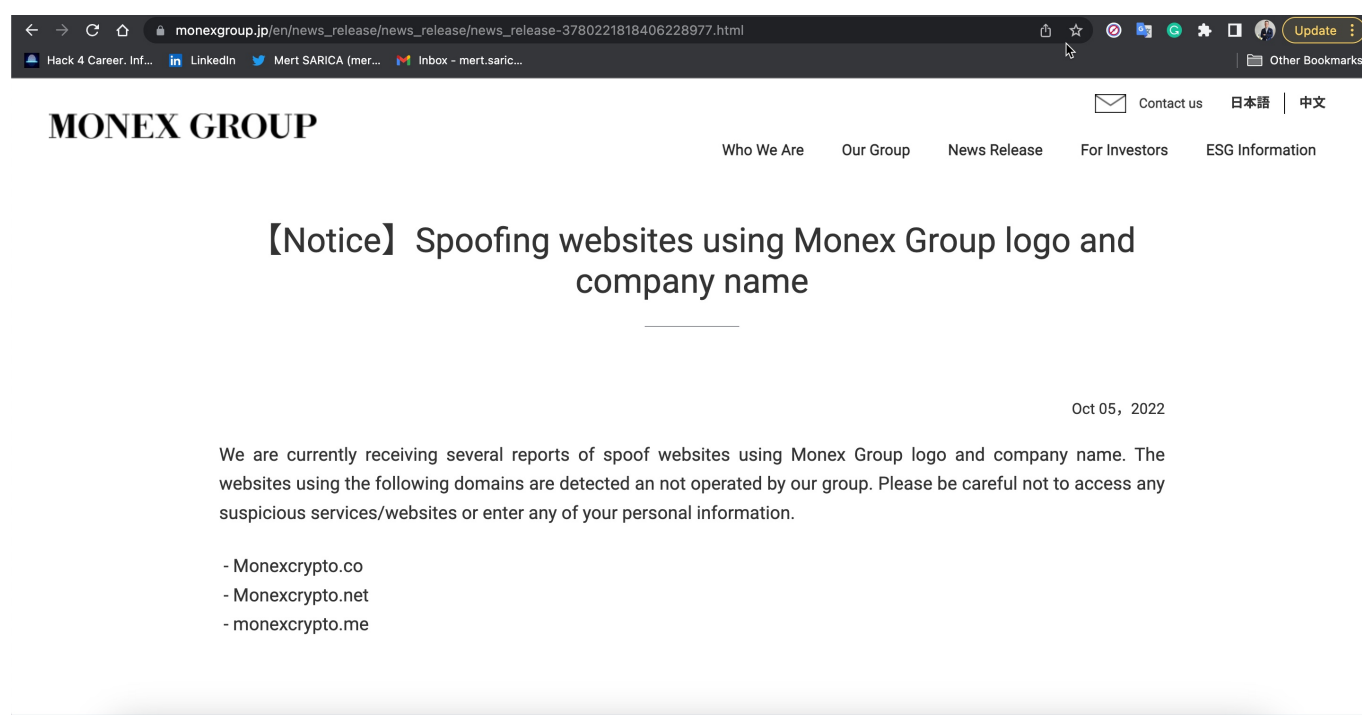 monexgroup.jp/en/news_release/news_release/news_release-3780221818406228977.html
Update
Hack 4 Career. Inf... LinkedIn Mert SARICA (mer... Inbox - mert.saric... Other Bookmarks
Contact us 日本語 中文
MONEX GROUP
Who We Are Our Group News Release For Investors ESG Information
【Notice】Spoofing websites using Monex Group logo and
company name
Oct 05，2022
We are currently receiving several reports of spoof websites using Monex Group logo and company name. The
websites using the following domains are detected an not operated by our group. Please be careful not to access any
suspicious services/websites or enter any of your personal information.
- Monexcrypto.co
- Monexcrypto.net
- monexcrypto.me